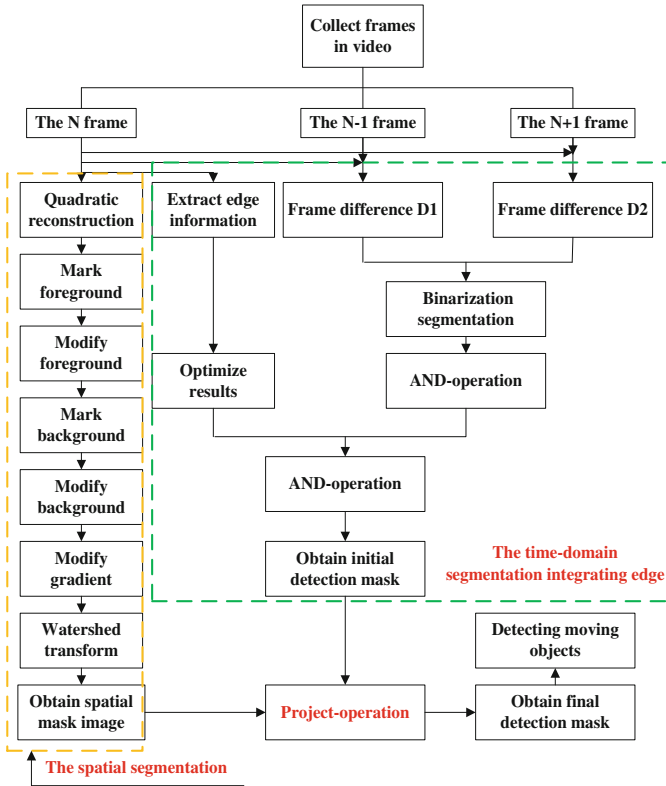 Collect frames
in video
The N frame
The N-1 frame
The N+1 frame
Quadratic
reconstruction
Extract edge
information
Frame difference D1
Frame difference D2
Mark
foreground
Binarization
segmentation
Modify
foreground
Optimize
results
AND-operation
Mark
background
Modify
background
AND-operation
Modify
gradient
Obtain initial
detection mask
The time-domain
segmentation integrating edge
Watershed
transform
Detecting moving
objects
Obtain spatial
mask image
Project-operation
Obtain final
detection mask
The spatial segmentation